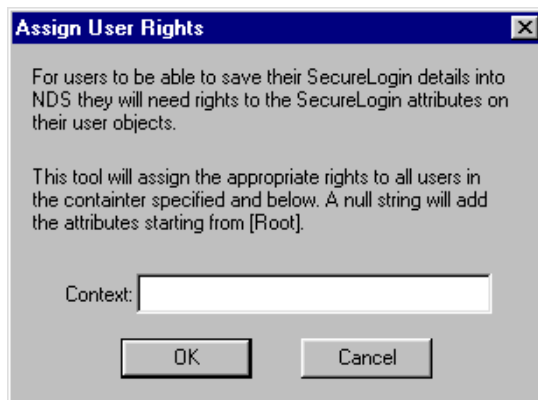 Assign User Rights
For users to be able to save their SecureLogin details into
NDS they will need rights to the SecureLogin attributes on
their user objects.
This tool will assign the appropriate rights to all users in
the containter specified and below. A null string will add
the attributes starting from [Root].
Context:
OK Cancel